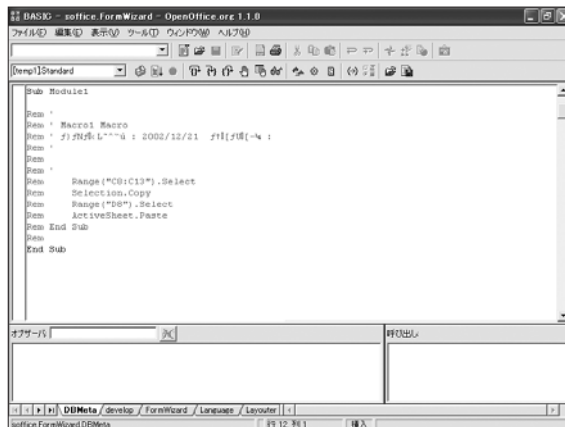 BASIC - soffice.FormWizard - OpenOffice.org 1.1.0
ファイル(F) 編集(E) 表示(V) ツール(T) ウィンドウ(W) ヘルプ(H)
[temp1].Standard
Sub Module1
Rem '
Rem ' Macro1 Macro
Rem ' : 2002/12/21 :
Rem '
Rem
Rem '
Rem Range("C8:C13").Select
Rem Selection.Copy
Rem Range("D8").Select
Rem ActiveSheet.Paste
Rem End Sub
Rem
End Sub
オブザーバ 呼び出し
DBMeta develop FormWizard Language Layouter
soffice.FormWizard.DBMeta 行 12, 列 1 挿入